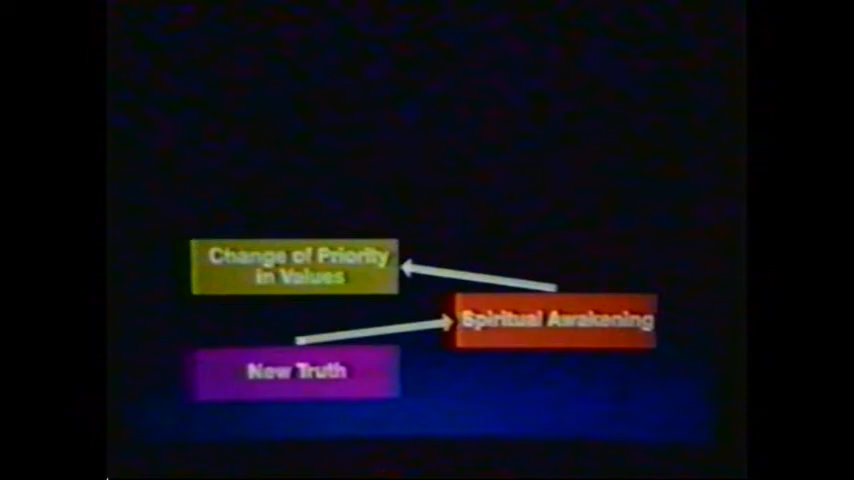 Change of Priority
in Values
Spiritual Awakening
New Truth